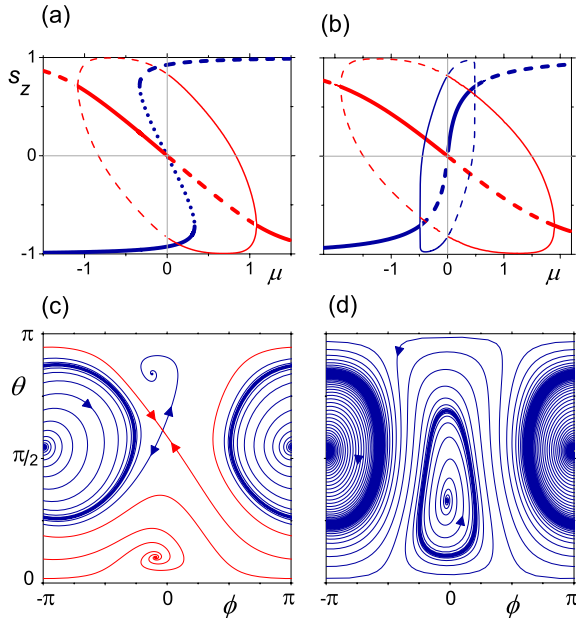 (a) (b)
1
s_z
0
-1
-1 0 1 μ
-1 0 1 μ
(c) (d)
π
θ
π/2
0
-π 0 ϕ π
-π 0 ϕ π